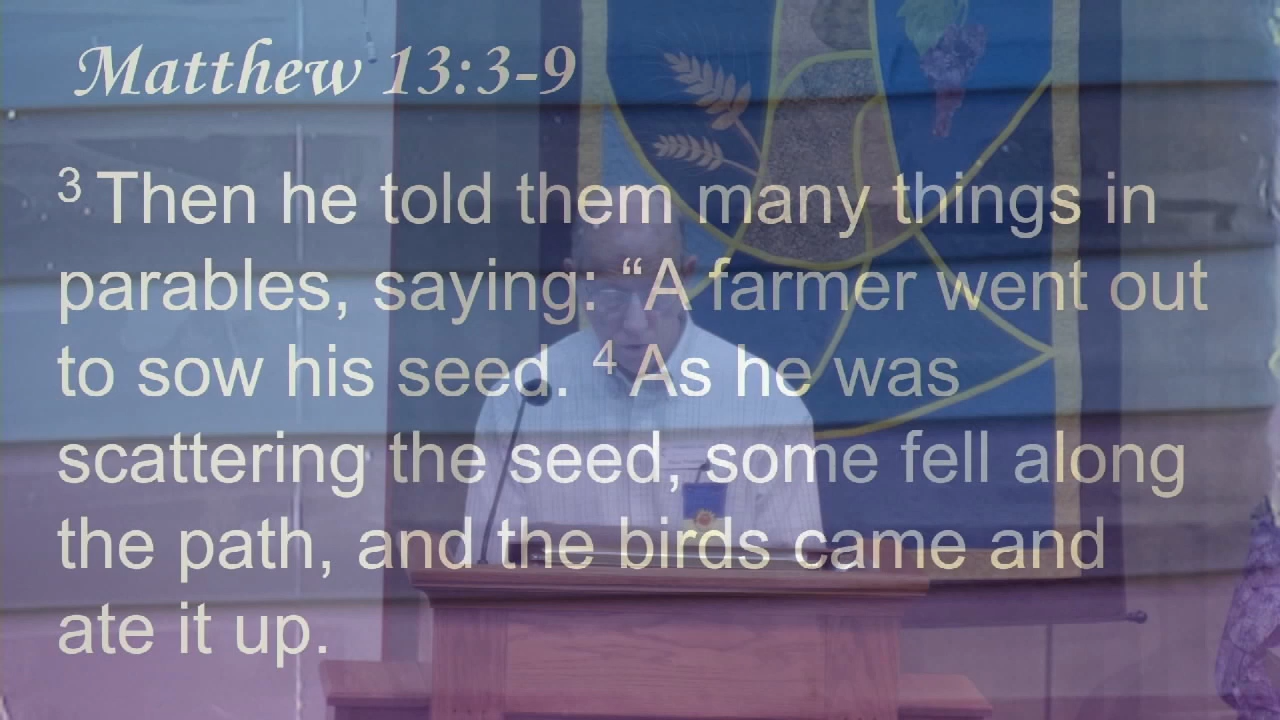 Matthew 13:3-9
3 Then he told them many things in
parables, saying: “A farmer went out
to sow his seed. 4 As he was
scattering the seed, some fell along
the path, and the birds came and
ate it up.